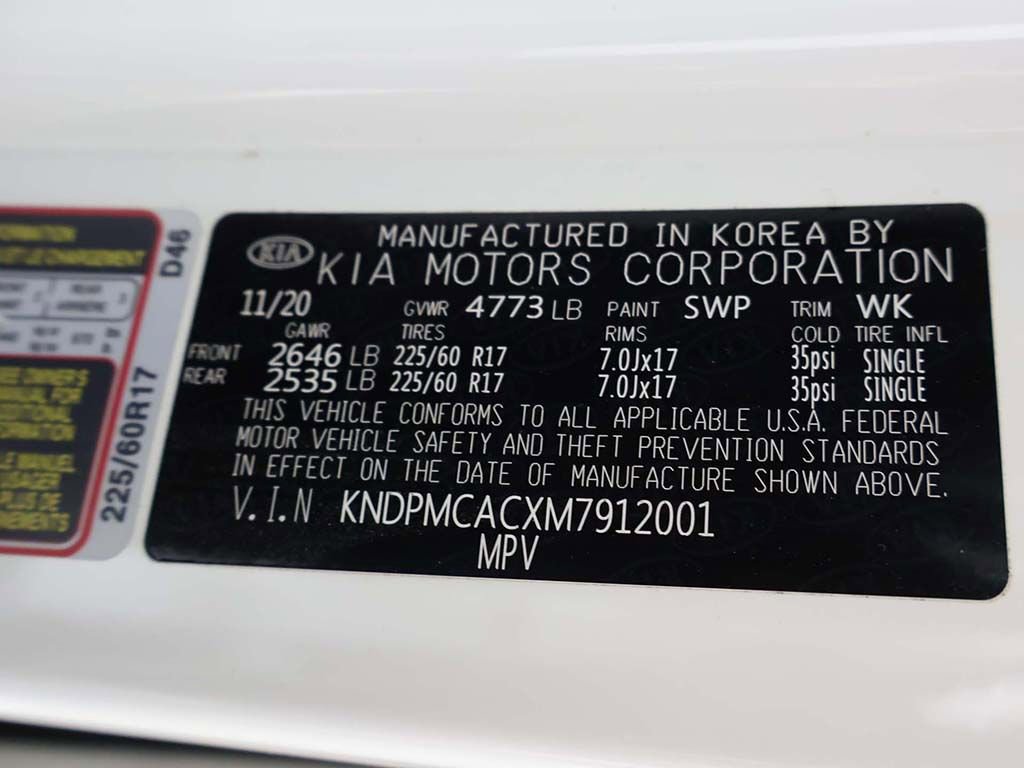 KIA
MANUFACTURED IN KOREA BY
KIA MOTORS CORPORATION
11/20 GVWR 4773 LB PAINT SWP TRIM WK
GAWR TIRES RIMS COLD TIRE INFL
FRONT 2646 LB 225/60 R17 7.0Jx17 35psi SINGLE
REAR 2535 LB 225/60 R17 7.0Jx17 35psi SINGLE
THIS VEHICLE CONFORMS TO ALL APPLICABLE U.S.A. FEDERAL
MOTOR VEHICLE SAFETY AND THEFT PREVENTION STANDARDS
IN EFFECT ON THE DATE OF MANUFACTURE SHOWN ABOVE.
V.I.N KNDPMCACXM7912001
MPV
D46
225/60R17